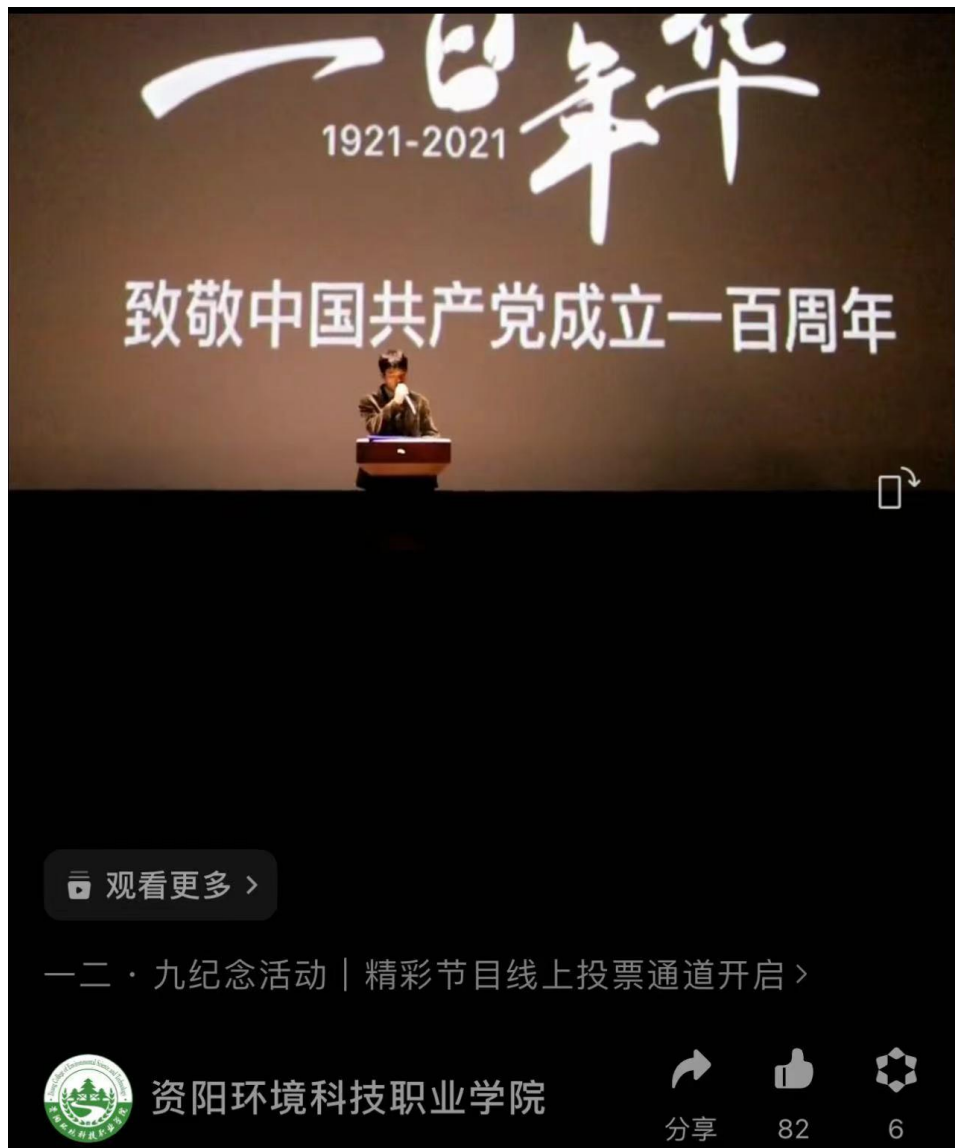 一百年华
1921-2021
致敬中国共产党成立一百周年
观看更多
一二·九纪念活动｜精彩节目线上投票通道开启
资阳环境科技职业学院
分享
82
6